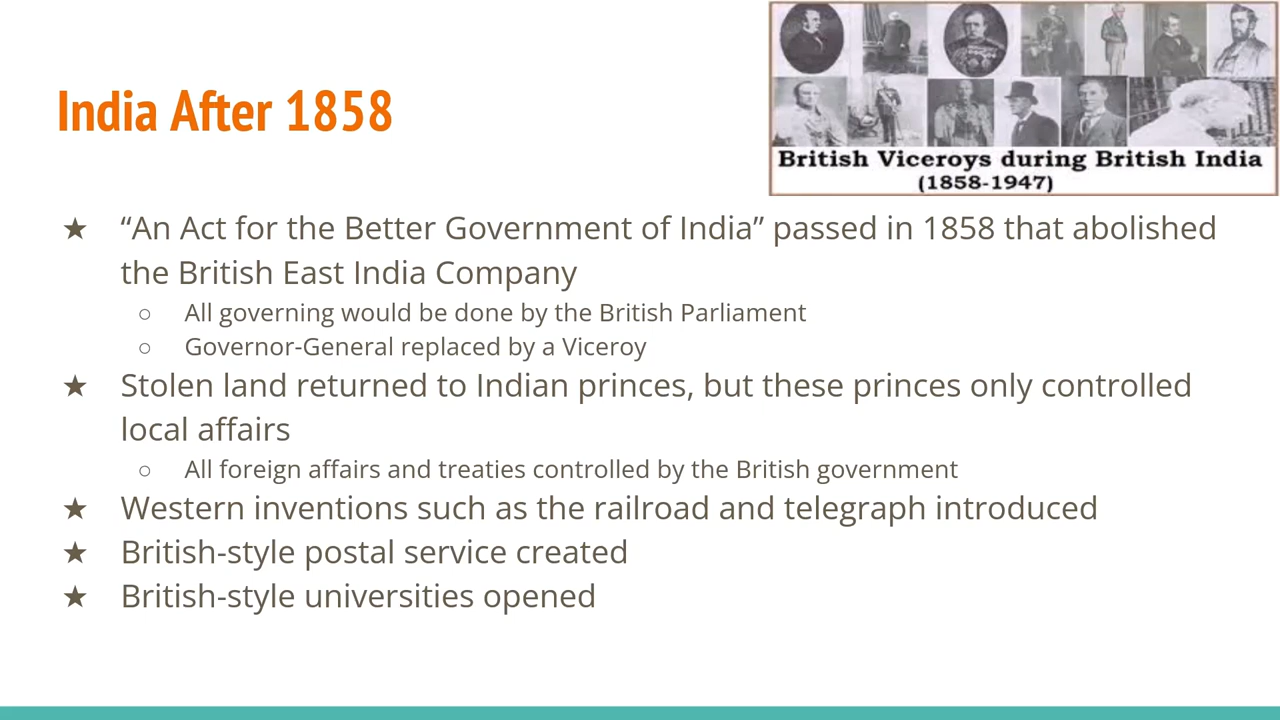 India After 1858
British Viceroys during British India
(1858-1947)
★ “An Act for the Better Government of India” passed in 1858 that abolished
the British East India Company
○ All governing would be done by the British Parliament
○ Governor-General replaced by a Viceroy
★ Stolen land returned to Indian princes, but these princes only controlled
local affairs
○ All foreign affairs and treaties controlled by the British government
★ Western inventions such as the railroad and telegraph introduced
★ British-style postal service created
★ British-style universities opened